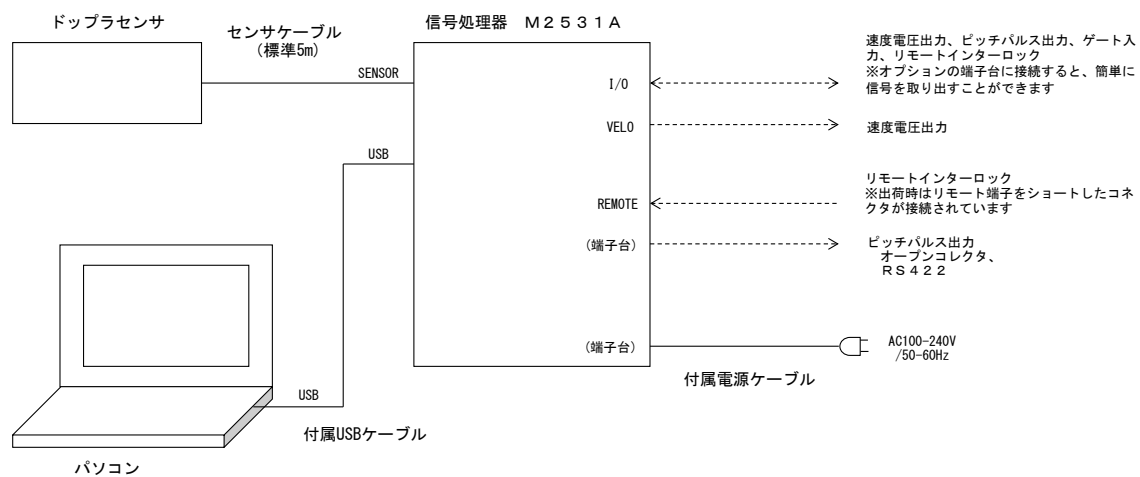 ドップラセンサ
センサケーブル
(標準5m)
信号処理器　M2531A
SENSOR
USB
I/O
VELO
REMOTE
(端子台)
(端子台)
速度電圧出力、ピッチパルス出力、ゲート入
力、リモートインターロック
※オプションの端子台に接続すると、簡単に
信号を取り出すことができます
速度電圧出力
リモートインターロック
※出荷時はリモート端子をショートしたコネ
クタが接続されています
ピッチパルス出力
オープンコレクタ、
RS422
AC100-240V
/50-60Hz
付属電源ケーブル
USB
付属USBケーブル
パソコン